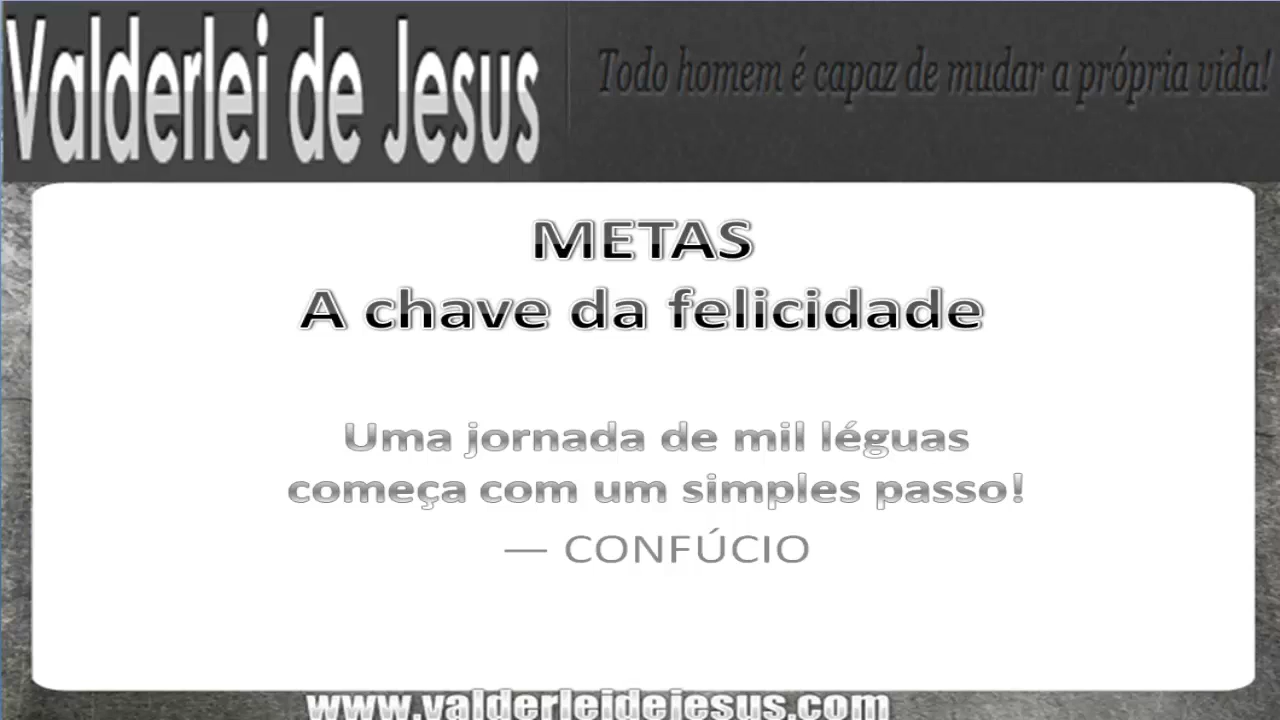 Valderlei de Jesus
Todo homem é capaz de mudar a própria vida!
METAS
A chave da felicidade
Uma jornada de mil léguas
começa com um simples passo!
— CONFÚCIO
www.valderleidejesus.com